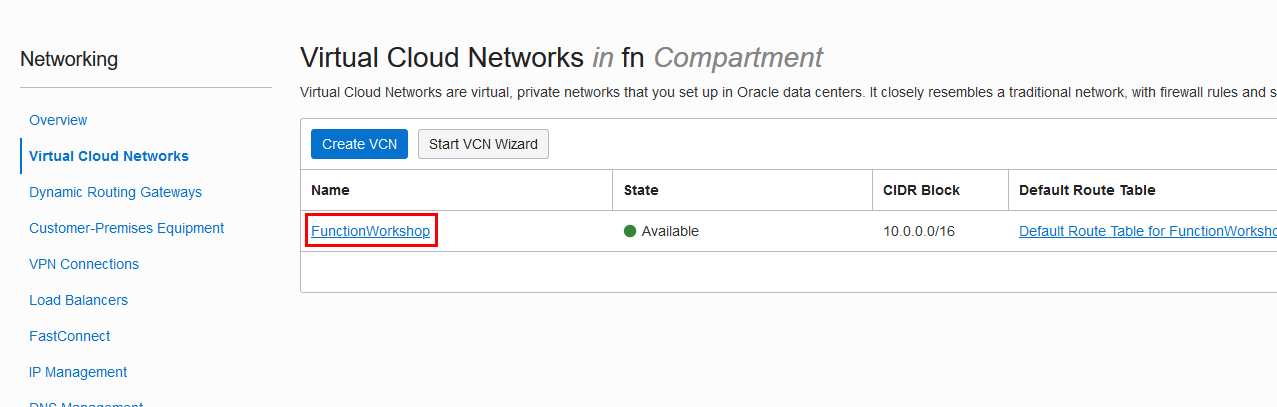 Networking
Overview
Virtual Cloud Networks
Dynamic Routing Gateways
Customer-Premises Equipment
VPN Connections
Load Balancers
FastConnect
IP Management
DNS Management
Virtual Cloud Networks in fn Compartment
Virtual Cloud Networks are virtual, private networks that you set up in Oracle data centers. It closely resembles a traditional network, with firewall rules and s
Create VCN Start VCN Wizard
Name State CIDR Block Default Route Table
FunctionWorkshop Available 10.0.0.0/16 Default Route Table for FunctionWorksho